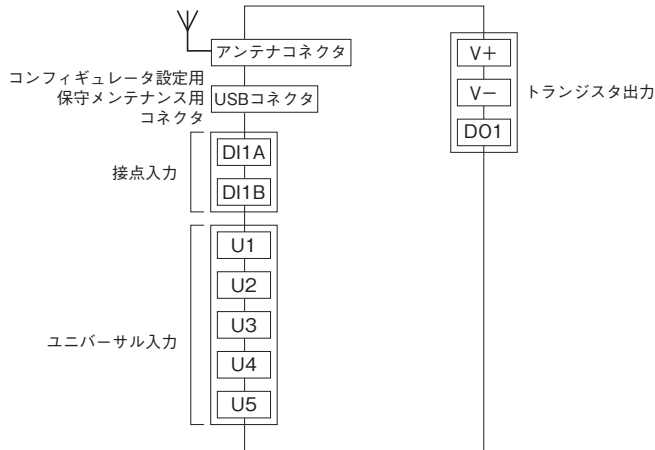 アンテナコネクタ
コンフィギュレータ設定用
保守メンテナンス用
コネクタ
USBコネクタ
接点入力
DI1A
DI1B
ユニバーサル入力
U1
U2
U3
U4
U5
V+
V−
DO1
トランジスタ出力